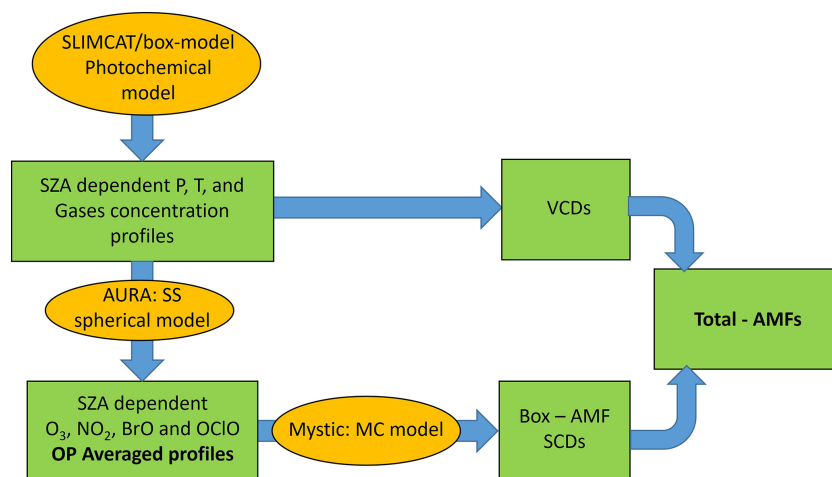 SLIMCAT/box-model
Photochemical
model
SZA dependent P, T, and
Gases concentration
profiles
VCDs
AURA: SS
spherical model
Total - AMFs
SZA dependent
O₃, NO₂, BrO and OClO
OP Averaged profiles
Mystic: MC model
Box – AMF
SCDs